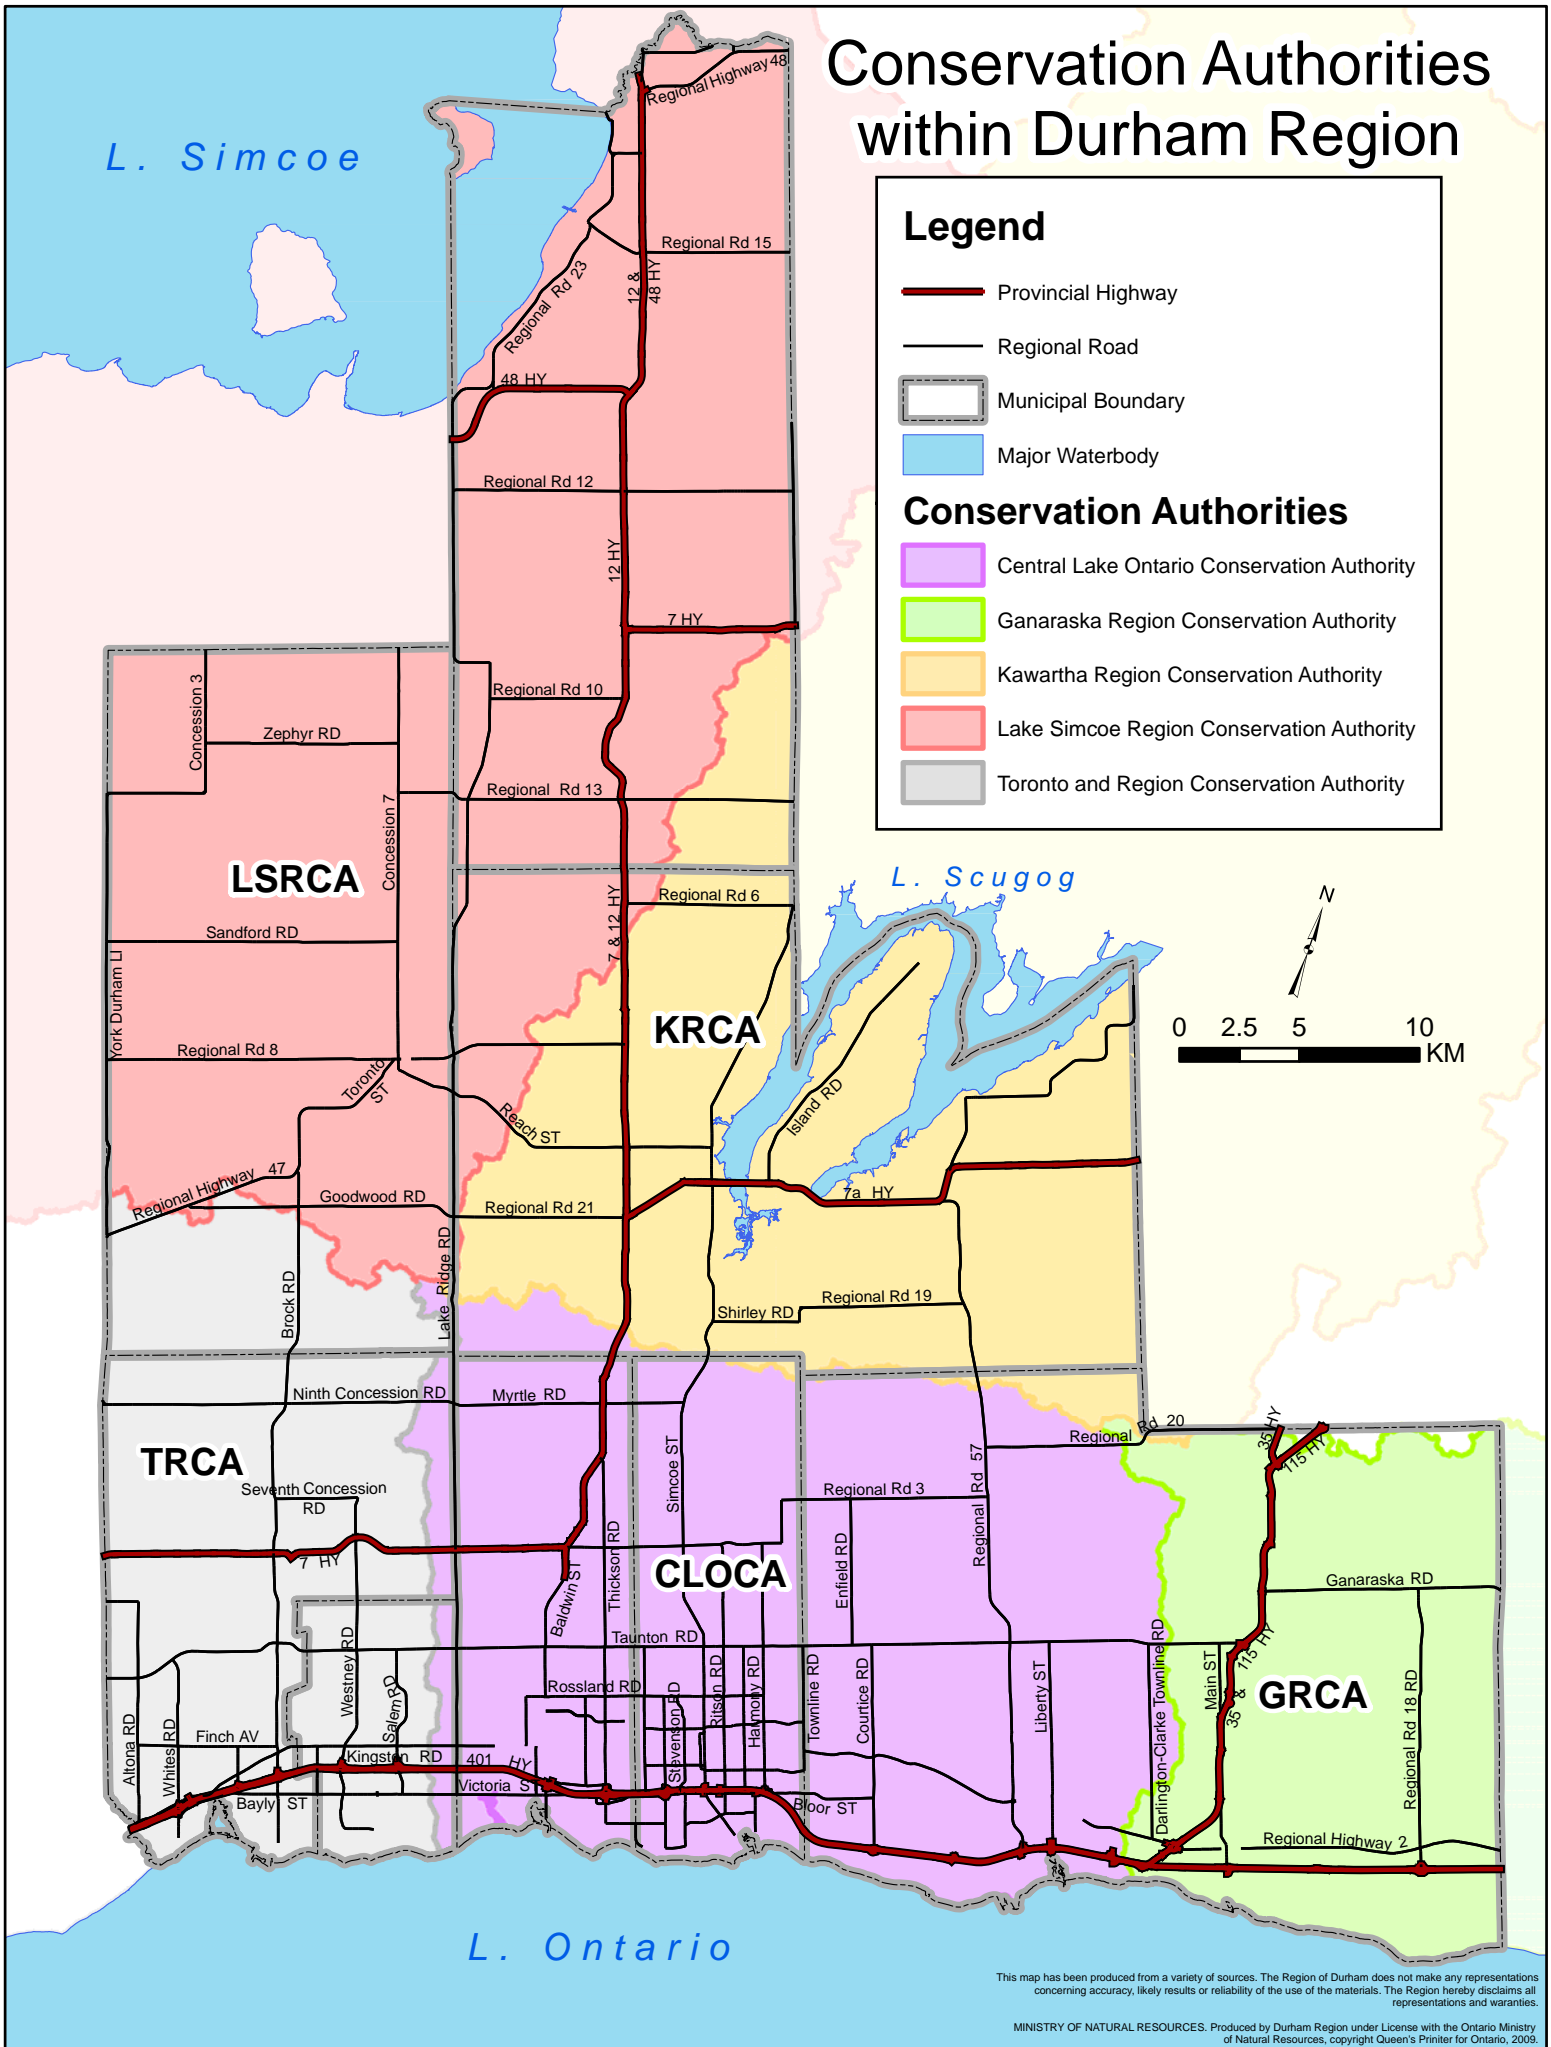 Conservation Authorities
within Durham Region
L. Simcoe
Legend
Provincial Highway
Regional Road
Municipal Boundary
Major Waterbody
Conservation Authorities
Central Lake Ontario Conservation Authority
Ganaraska Region Conservation Authority
Kawartha Region Conservation Authority
Lake Simcoe Region Conservation Authority
Toronto and Region Conservation Authority
Regional Highway 48
Regional Rd 15
Regional Rd 23
12 &
48 HY
48 HY
Regional Rd 12
12 HY
7 HY
Regional Rd 10
Concession 3
Zephyr RD
Regional Rd 13
Concession 7
LSRCA
L. Scugog
Regional Rd 6
7 & 12 HY
N
Sandford RD
York Durham LI
KRCA
0 2.5 5 10
KM
Regional Rd 8
Toronto
ST
Reach ST
Island RD
Regional Highway 47
Goodwood RD
Regional Rd 21
7a HY
Lake Ridge RD
Brock RD
Shirley RD
Regional Rd 19
Ninth Concession RD
Myrtle RD
Regional Rd 20
35 HY
115 HY
TRCA
Simcoe ST
Regional Rd 57
Seventh Concession
RD
Regional Rd 3
7 HY
Thickson RD
CLOCA
Enfield RD
Baldwin ST
Ganaraska RD
Taunton RD
Westney RD
Salem RD
Rossland RD
Stevenson RD
Ritson RD
Harmony RD
Townline RD
Courtice RD
Liberty ST
Darlington-Clarke Townline RD
Main ST
35 & 115 HY
GRCA
Regional Rd 18 RD
Altona RD
Whites RD
Finch AV
Kingston RD
401 HY
Victoria S
Bayly ST
Bloor ST
Regional Highway 2
L. Ontario
This map has been produced from a variety of sources. The Region of Durham does not make any representations
concerning accuracy, likely results or reliability of the use of the materials. The Region hereby disclaims all
representations and waranties.
MINISTRY OF NATURAL RESOURCES. Produced by Durham Region under License with the Ontario Ministry
of Natural Resources, copyright Queen's Priniter for Ontario, 2009.